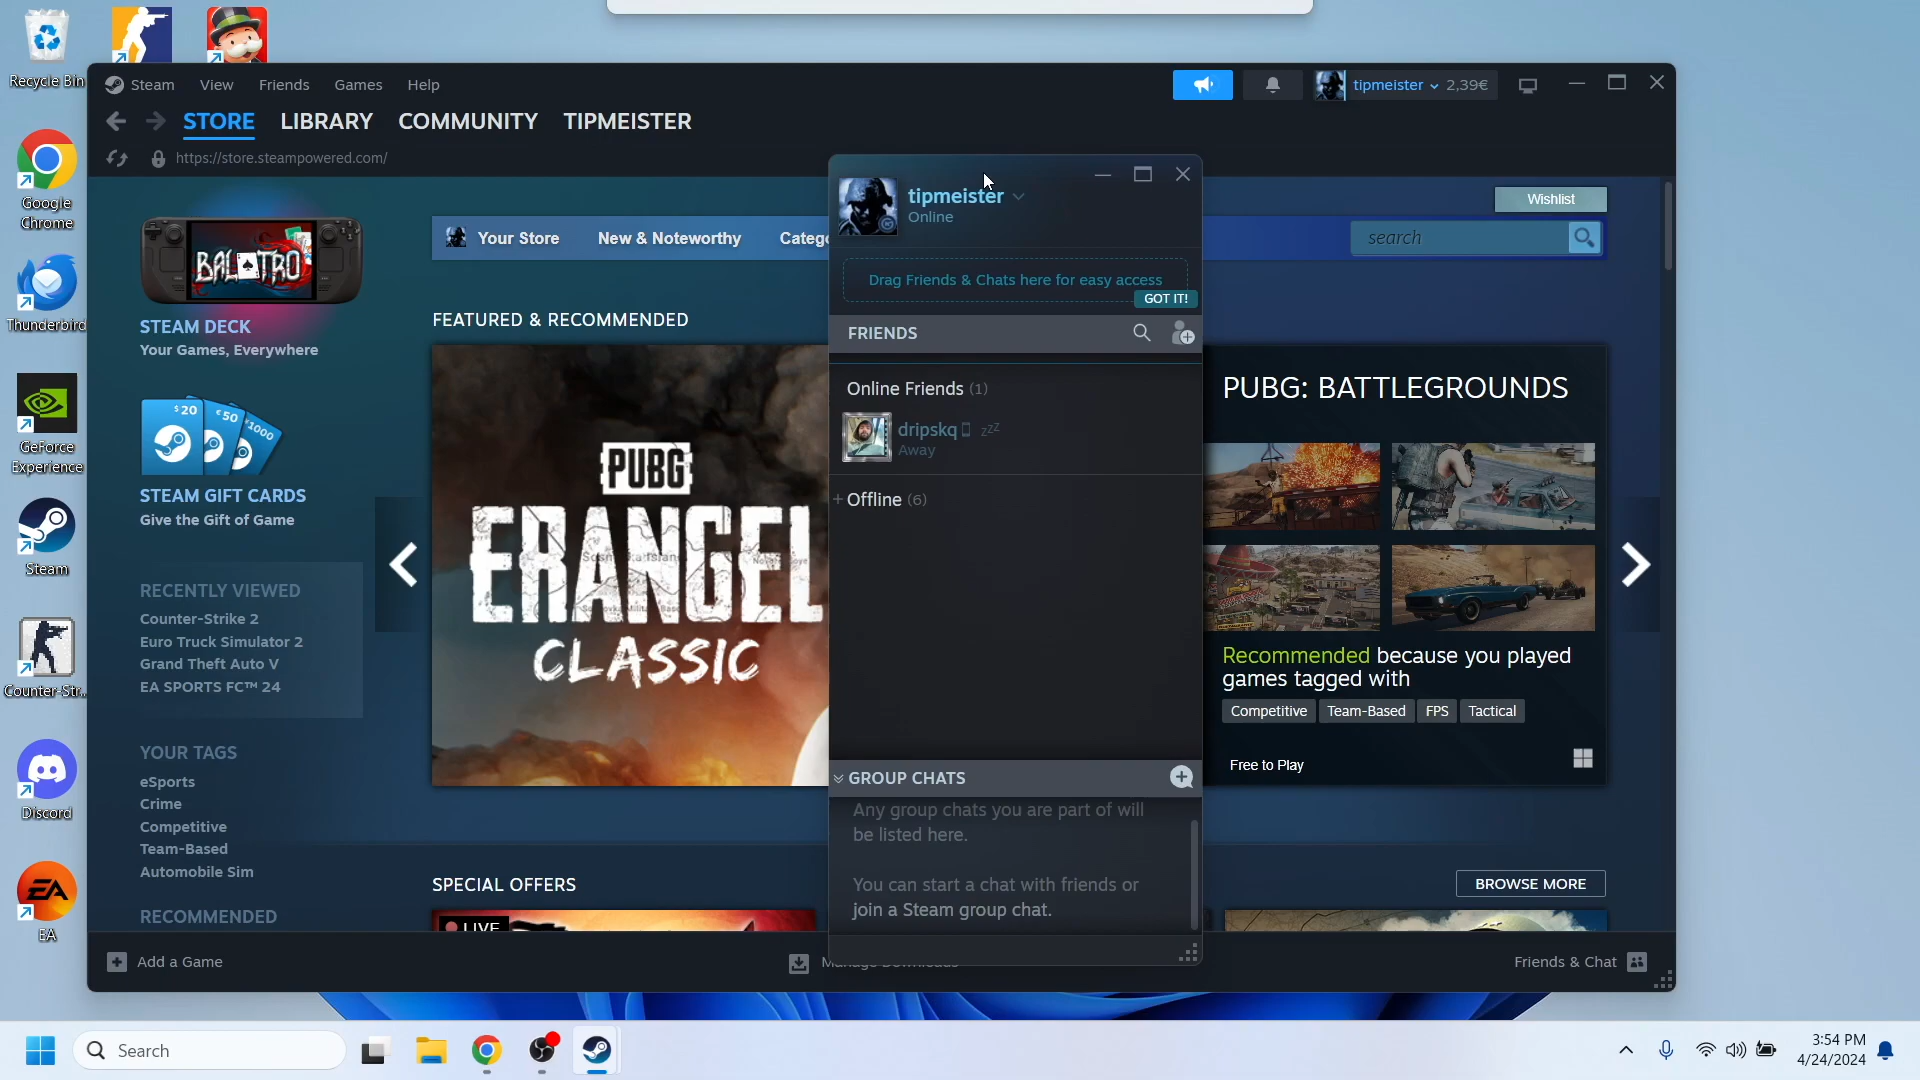 Recycle Bin
Google
Chrome
Thunderbird
GeForce
Experience
Steam
Counter-Str...
Discord
EA
EA
Steam
View
Friends
Games
Help
tipmeister
2,39€
STORE
LIBRARY
COMMUNITY
TIPMEISTER
https://store.steampowered.com/
Wishlist
Your Store
New & Noteworthy
Catego
search
BALATRO
STEAM DECK
Your Games, Everywhere
$20
€50
¥1000
STEAM GIFT CARDS
Give the Gift of Game
RECENTLY VIEWED
Counter-Strike 2
Euro Truck Simulator 2
Grand Theft Auto V
EA SPORTS FC™ 24
YOUR TAGS
eSports
Crime
Competitive
Team-Based
Automobile Sim
RECOMMENDED
FEATURED & RECOMMENDED
PUBG
ERANGEL
CLASSIC
SPECIAL OFFERS
LIVE
tipmeister
Online
Drag Friends & Chats here for easy access
GOT IT!
FRIENDS
Online Friends (1)
dripskq
zzz
Away
+ Offline (6)
GROUP CHATS
Any group chats you are part of will
be listed here.
You can start a chat with friends or
join a Steam group chat.
PUBG: BATTLEGROUNDS
Recommended because you played
games tagged with
Competitive
Team-Based
FPS
Tactical
Free to Play
BROWSE MORE
Add a Game
Manage Downloads
Friends & Chat
Search
3:54 PM
4/24/2024